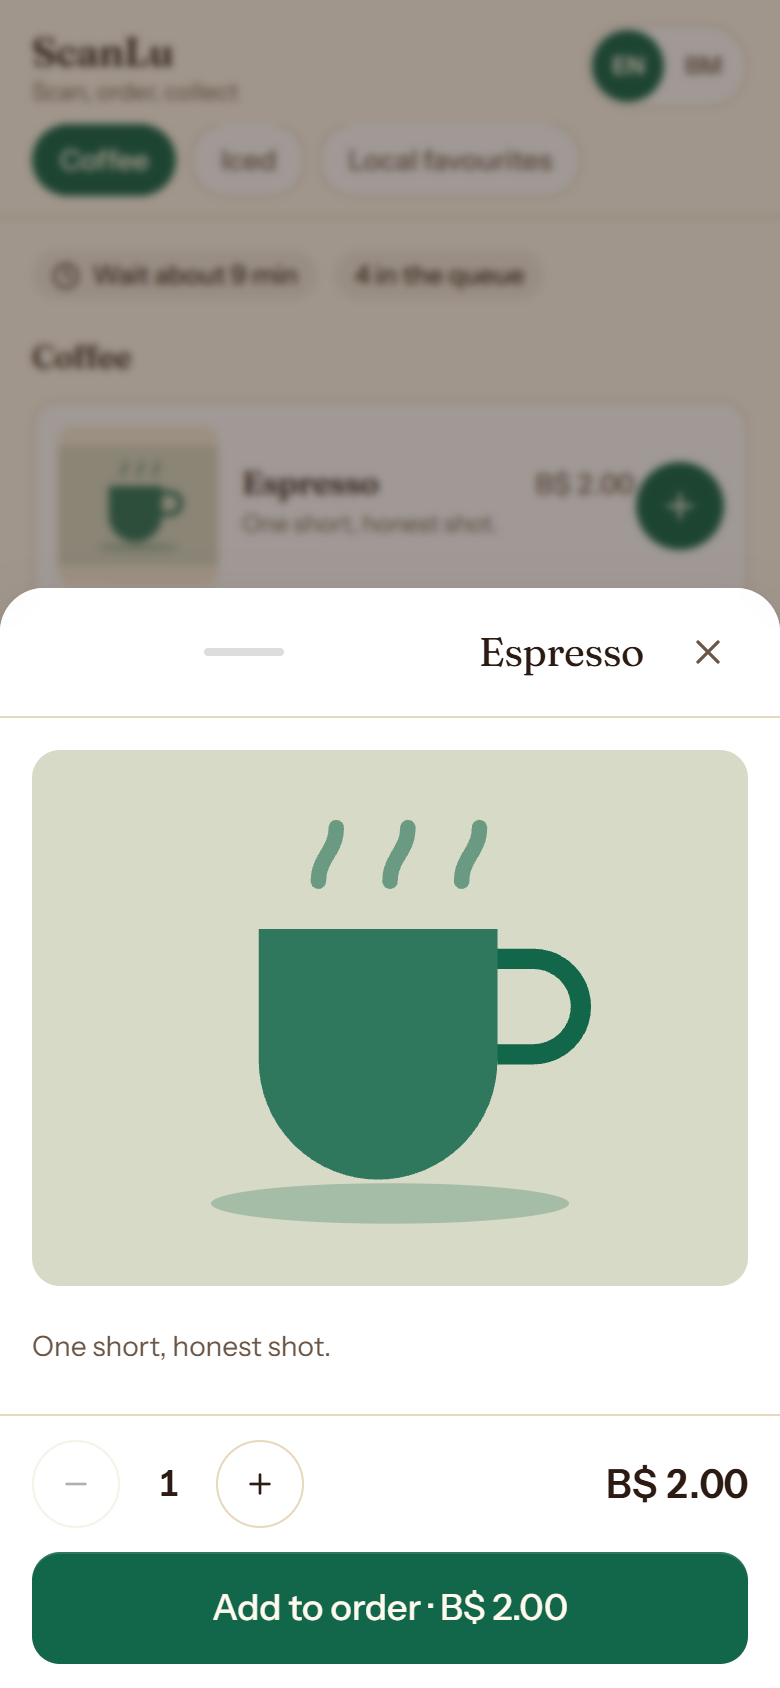 ScanLu
Scan, order, collect
EN BM
Coffee Iced Local favourites
Wait about 9 min 4 in the queue
Coffee
Espresso B$ 2.00
One short, honest shot.
Espresso
One short, honest shot.
1 B$ 2.00
Add to order · B$ 2.00